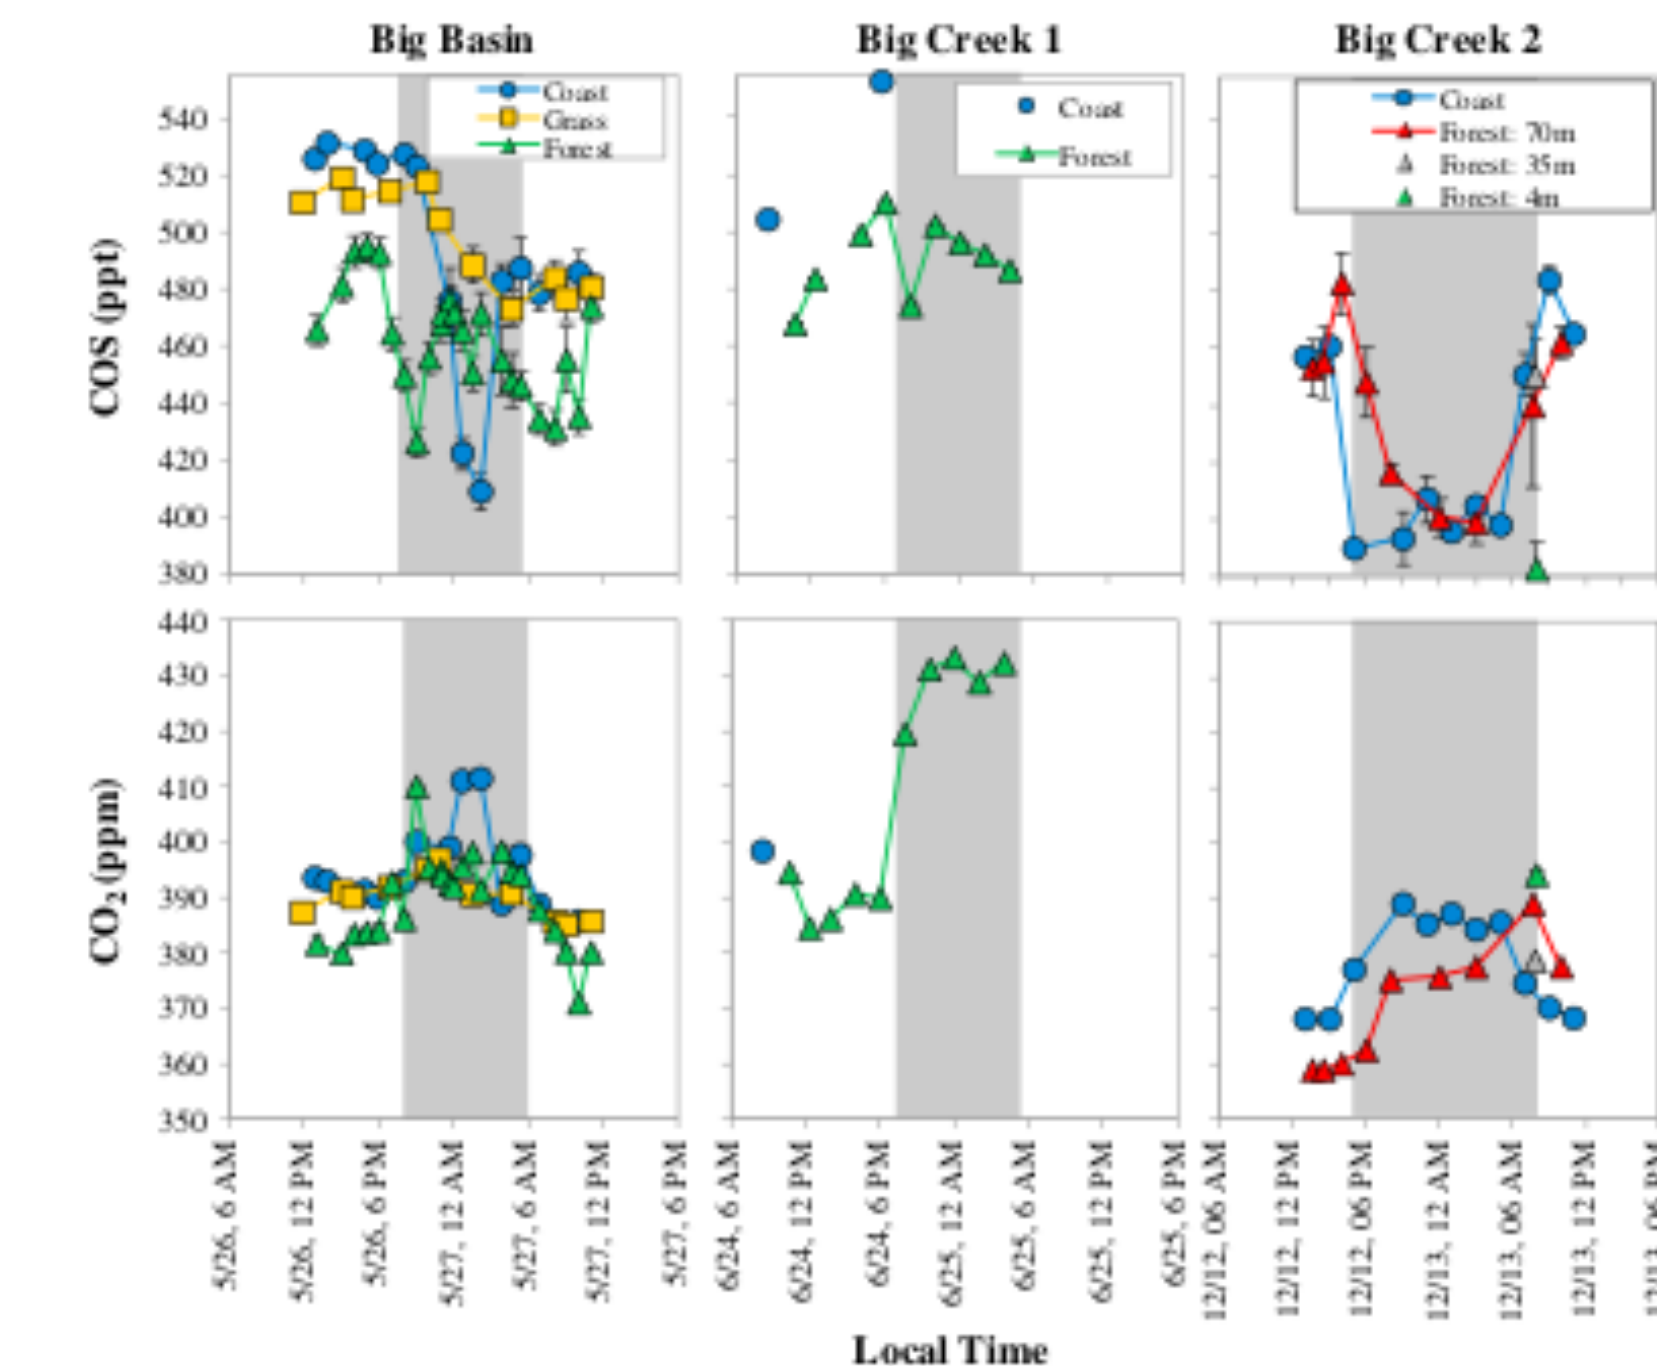 Big Basin
Big Creek 1
Big Creek 2
Coast
Grass
Forest
Coast
Forest
Coast
Forest: 70m
Forest: 35m
Forest: 4m
COS (ppt)
540
520
500
480
460
440
420
400
380
CO2 (ppm)
440
430
420
410
400
390
380
370
360
350
5/26, 6 AM
5/26, 12 PM
5/26, 6 PM
5/27, 12 AM
5/27, 6 AM
5/27, 12 PM
5/27, 6 PM
6/24, 6 AM
6/24, 12 PM
6/24, 6 PM
6/25, 12 AM
6/25, 6 AM
6/25, 12 PM
6/25, 6 PM
12/12, 06 AM
12/12, 12 PM
12/12, 06 PM
12/13, 12 AM
12/13, 06 AM
12/13, 12 PM
12/13, 06 PM
Local Time